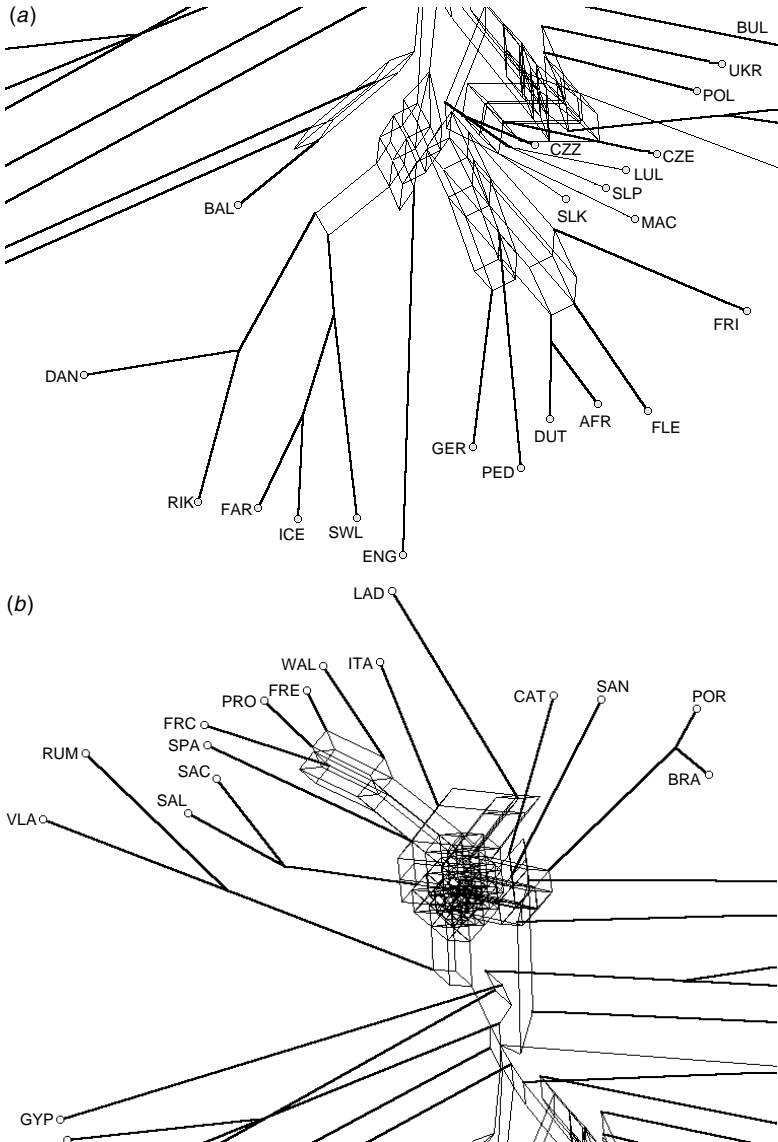 (a)
BUL
UKR
POL
CZZ
CZE
LUL
SLP
SLK
MAC
BAL
FRI
DAN
GER
PED
DUT
AFR
FLE
RIK
FAR
ICE
SWL
ENG
(b)
LAD
WAL
ITA
FRE
PRO
CAT
SAN
POR
FRC
SPA
RUM
SAC
BRA
SAL
VLA
GYP